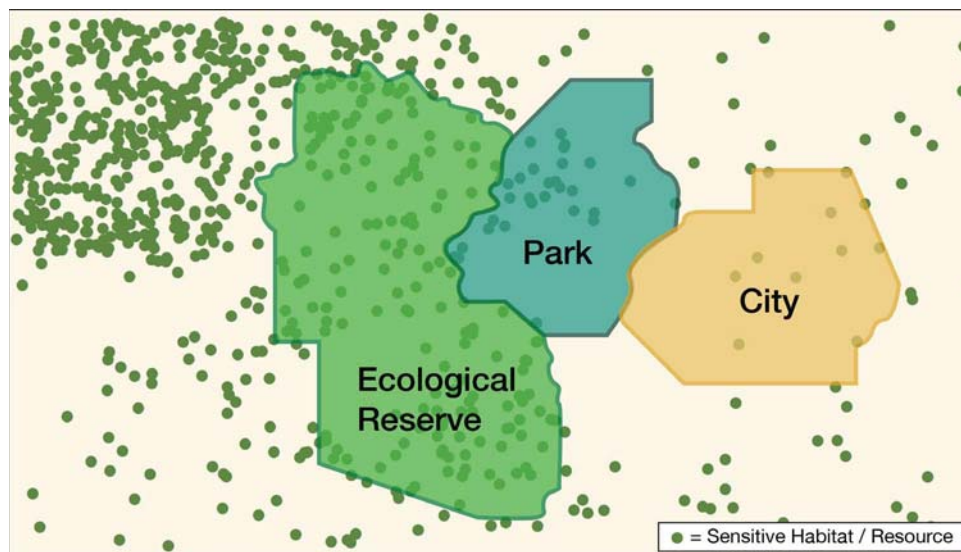 Park
City
Ecological
Reserve
= Sensitive Habitat / Resource